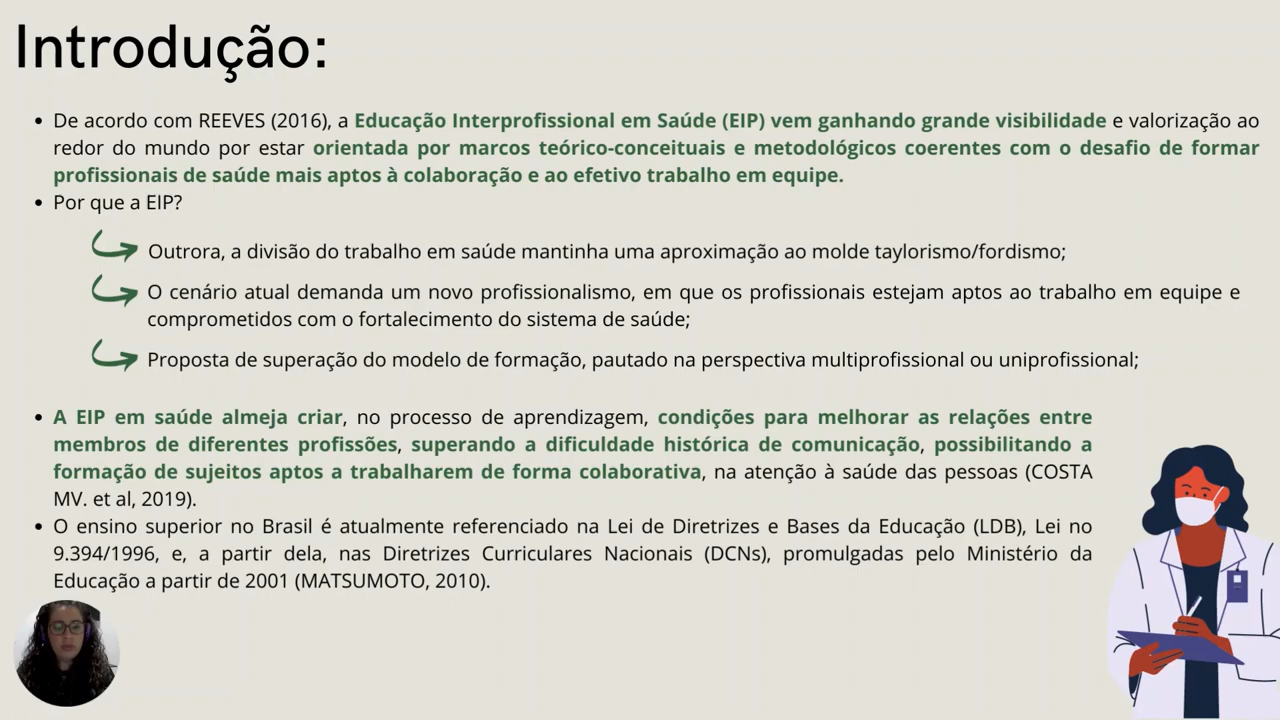 Introdução:
De acordo com REEVES (2016), a Educação Interprofissional em Saúde (EIP) vem ganhando grande visibilidade e valorização ao
redor do mundo por estar orientada por marcos teórico-conceituais e metodológicos coerentes com o desafio de formar
profissionais de saúde mais aptos à colaboração e ao efetivo trabalho em equipe.
Por que a EIP?
Outrora, a divisão do trabalho em saúde mantinha uma aproximação ao molde taylorismo/fordismo;
O cenário atual demanda um novo profissionalismo, em que os profissionais estejam aptos ao trabalho em equipe e
comprometidos com o fortalecimento do sistema de saúde;
Proposta de superação do modelo de formação, pautado na perspectiva multiprofissional ou uniprofissional;
A EIP em saúde almeja criar, no processo de aprendizagem, condições para melhorar as relações entre
membros de diferentes profissões, superando a dificuldade histórica de comunicação, possibilitando a
formação de sujeitos aptos a trabalharem de forma colaborativa, na atenção à saúde das pessoas (COSTA
MV. et al, 2019).
O ensino superior no Brasil é atualmente referenciado na Lei de Diretrizes e Bases da Educação (LDB), Lei no
9.394/1996, e, a partir dela, nas Diretrizes Curriculares Nacionais (DCNs), promulgadas pelo Ministério da
Educação a partir de 2001 (MATSUMOTO, 2010).